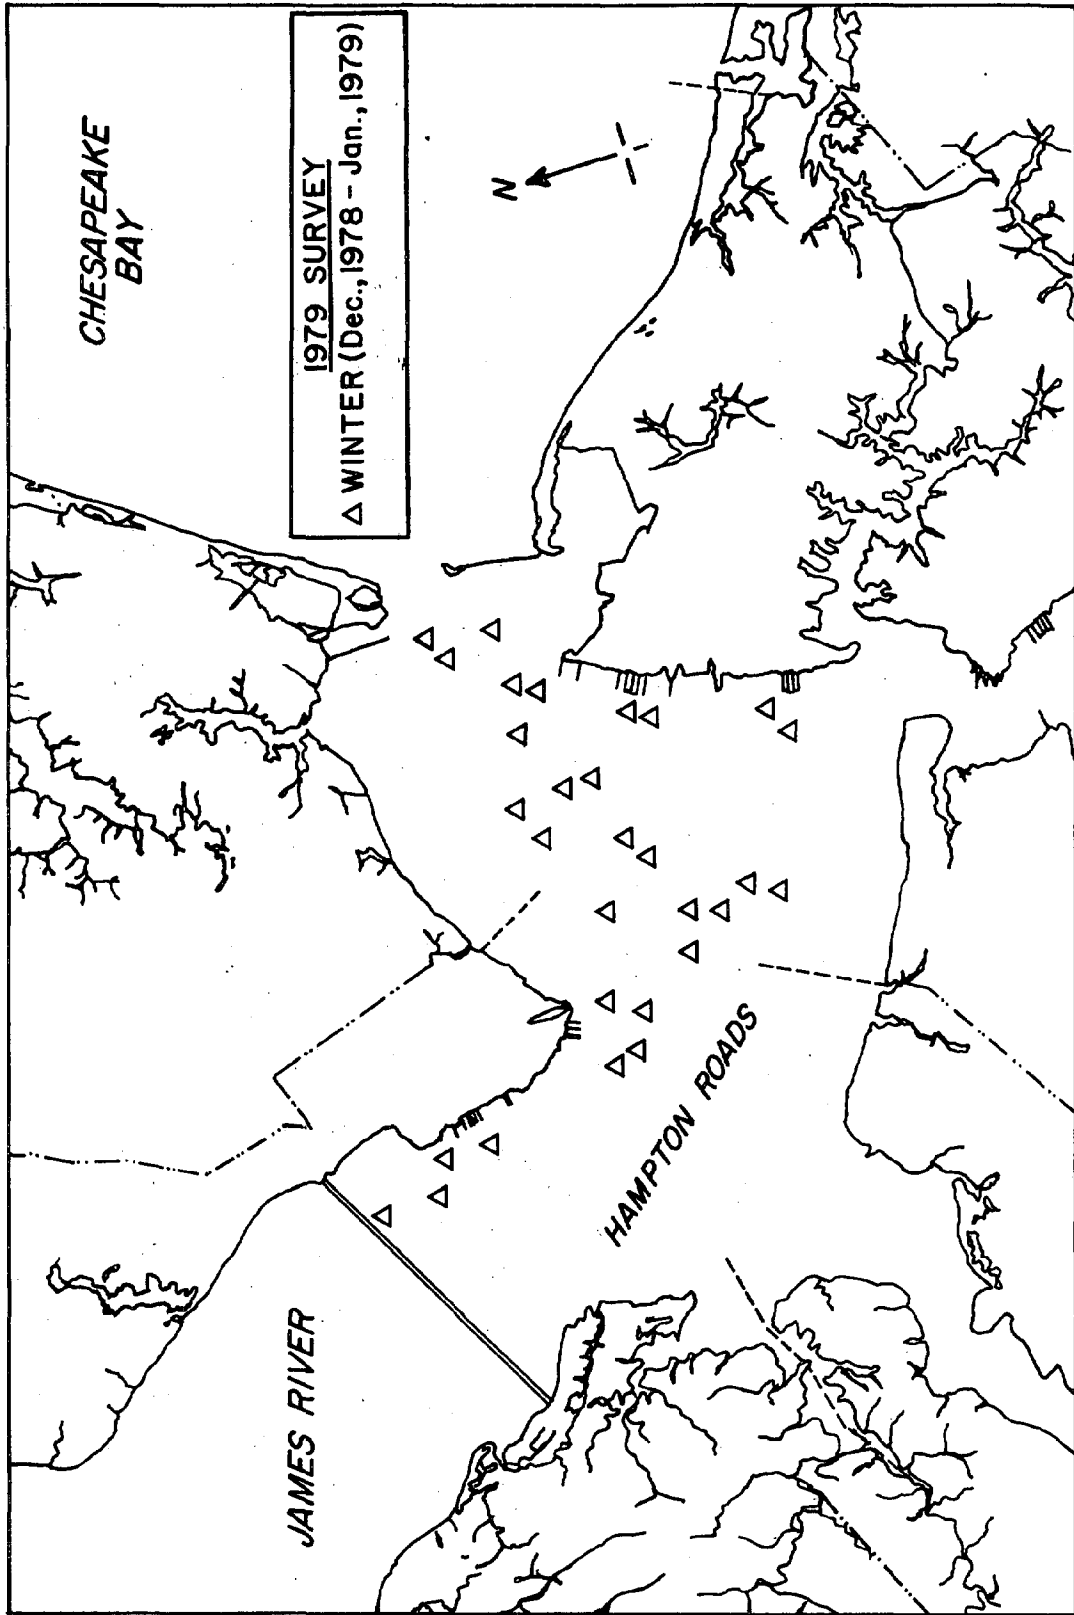 CHESAPEAKE
BAY
1979 SURVEY
△ WINTER (Dec., 1978 - Jan., 1979)
N
HAMPTON ROADS
JAMES RIVER